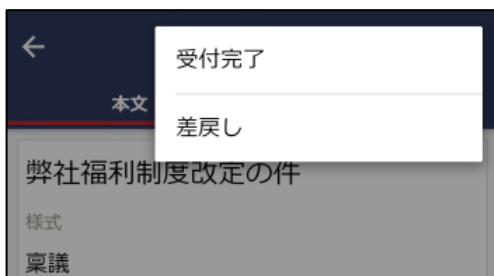 受付完了
本文
差戻し
弊社福利制度改定の件
様式
稟議